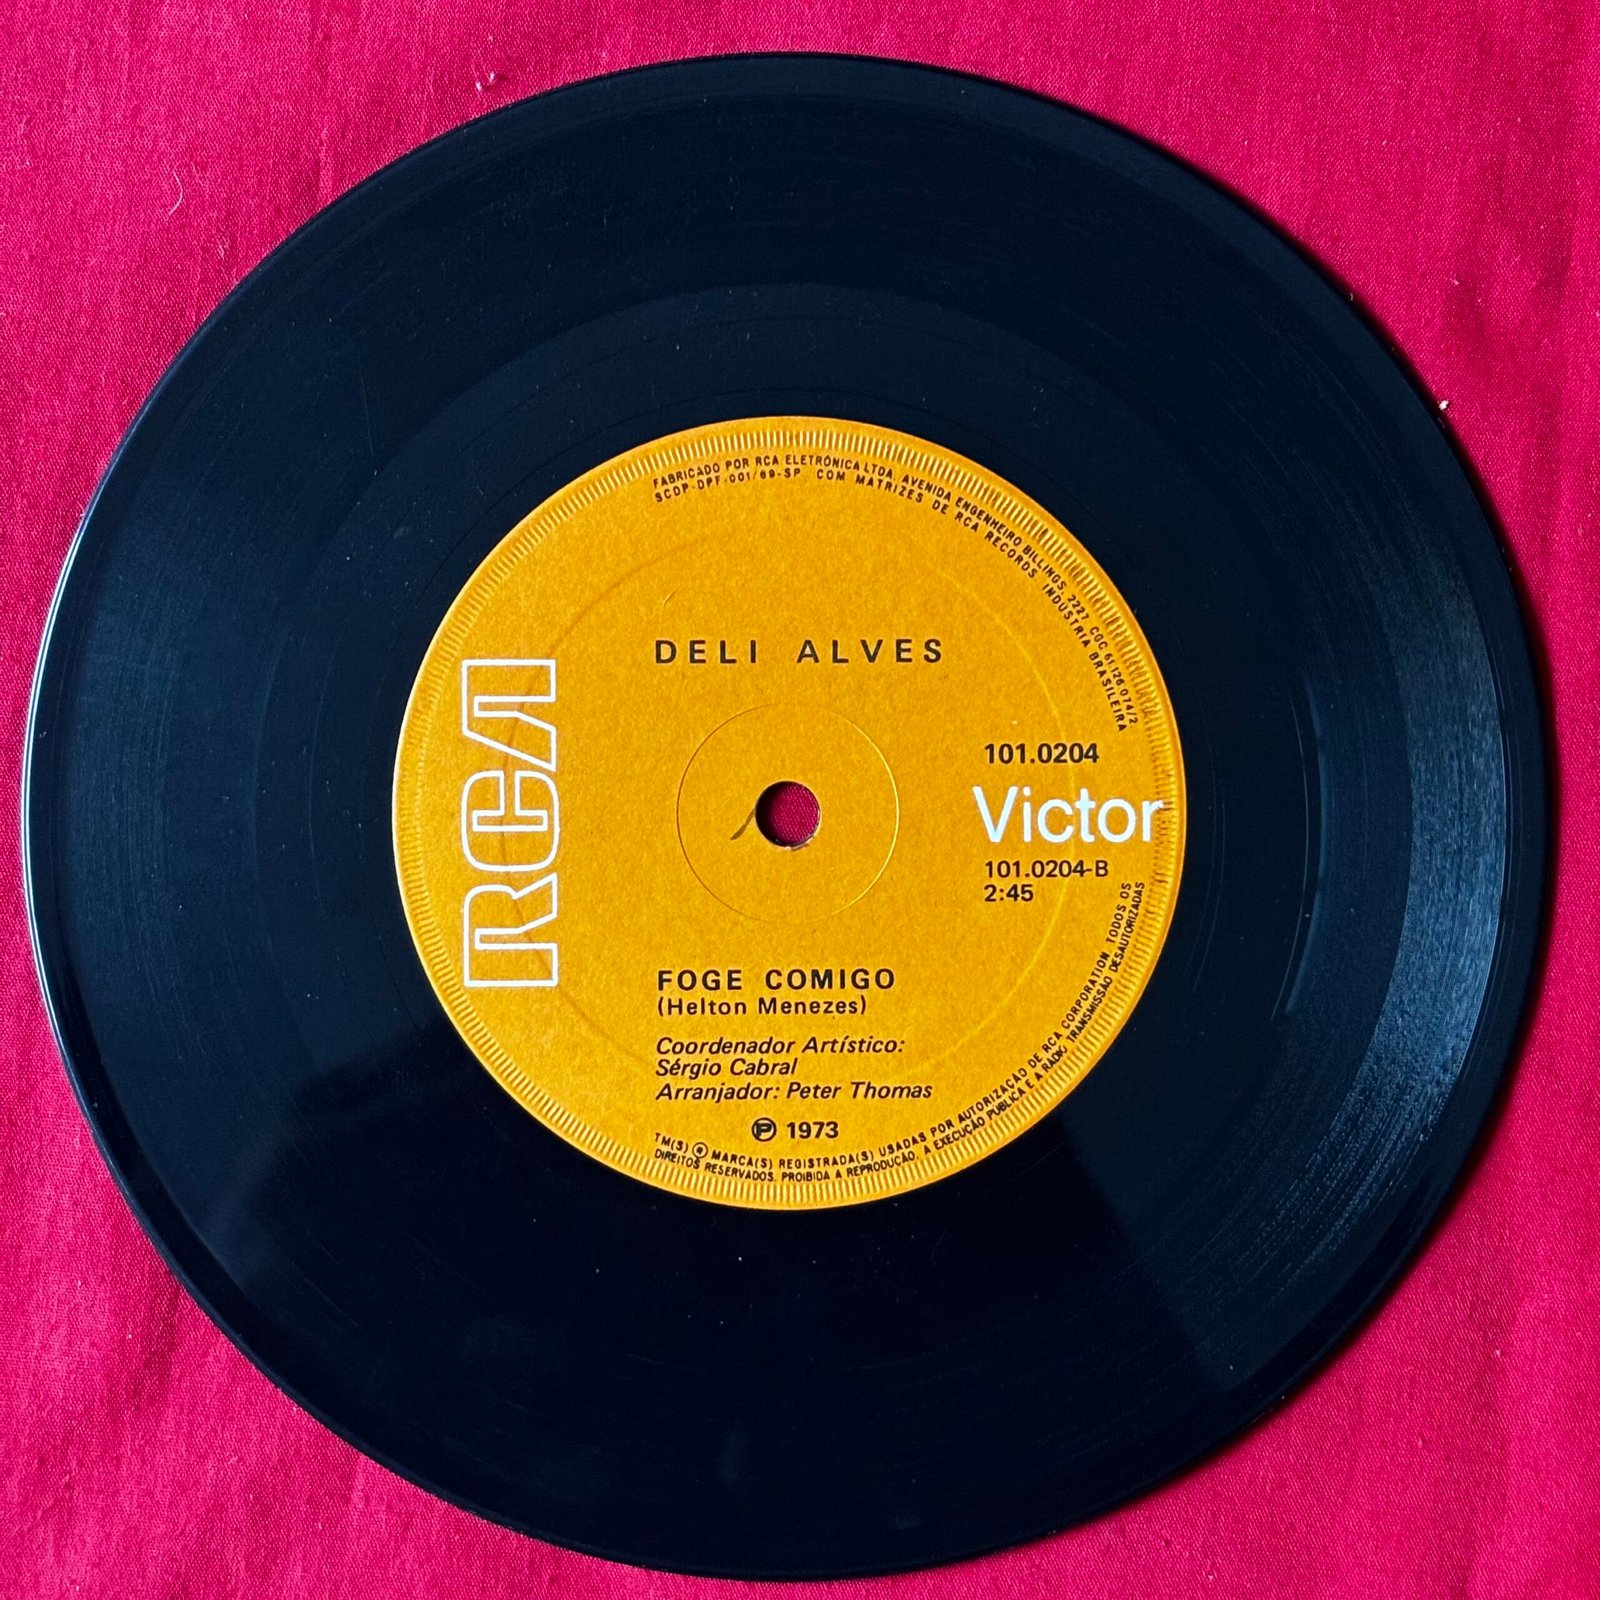 FABRICADO POR RCA ELETRÔNICA LTDA. AVENIDA ENGENHEIRO BILLINGS, 2227 CGC 61.126.074/2
SCDP-DPF-001/69-SP COM MATRIZES DE RCA RECORDS INDÚSTRIA BRASILEIRA
DELI ALVES
RCA
101.0204
Victor
101.0204-B
2:45
FOGE COMIGO
(Helton Menezes)
Coordenador Artístico:
Sérgio Cabral
Arranjador: Peter Thomas
Ⓟ 1973
TM(S) ® MARCA(S) REGISTRADA(S) USADAS POR AUTORIZAÇÃO DE RCA CORPORATION. TODOS OS
DIREITOS RESERVADOS. PROIBIDA A REPRODUÇÃO, A EXECUÇÃO PÚBLICA E A RÁDIO TRANSMISSÃO DESAUTORIZADAS